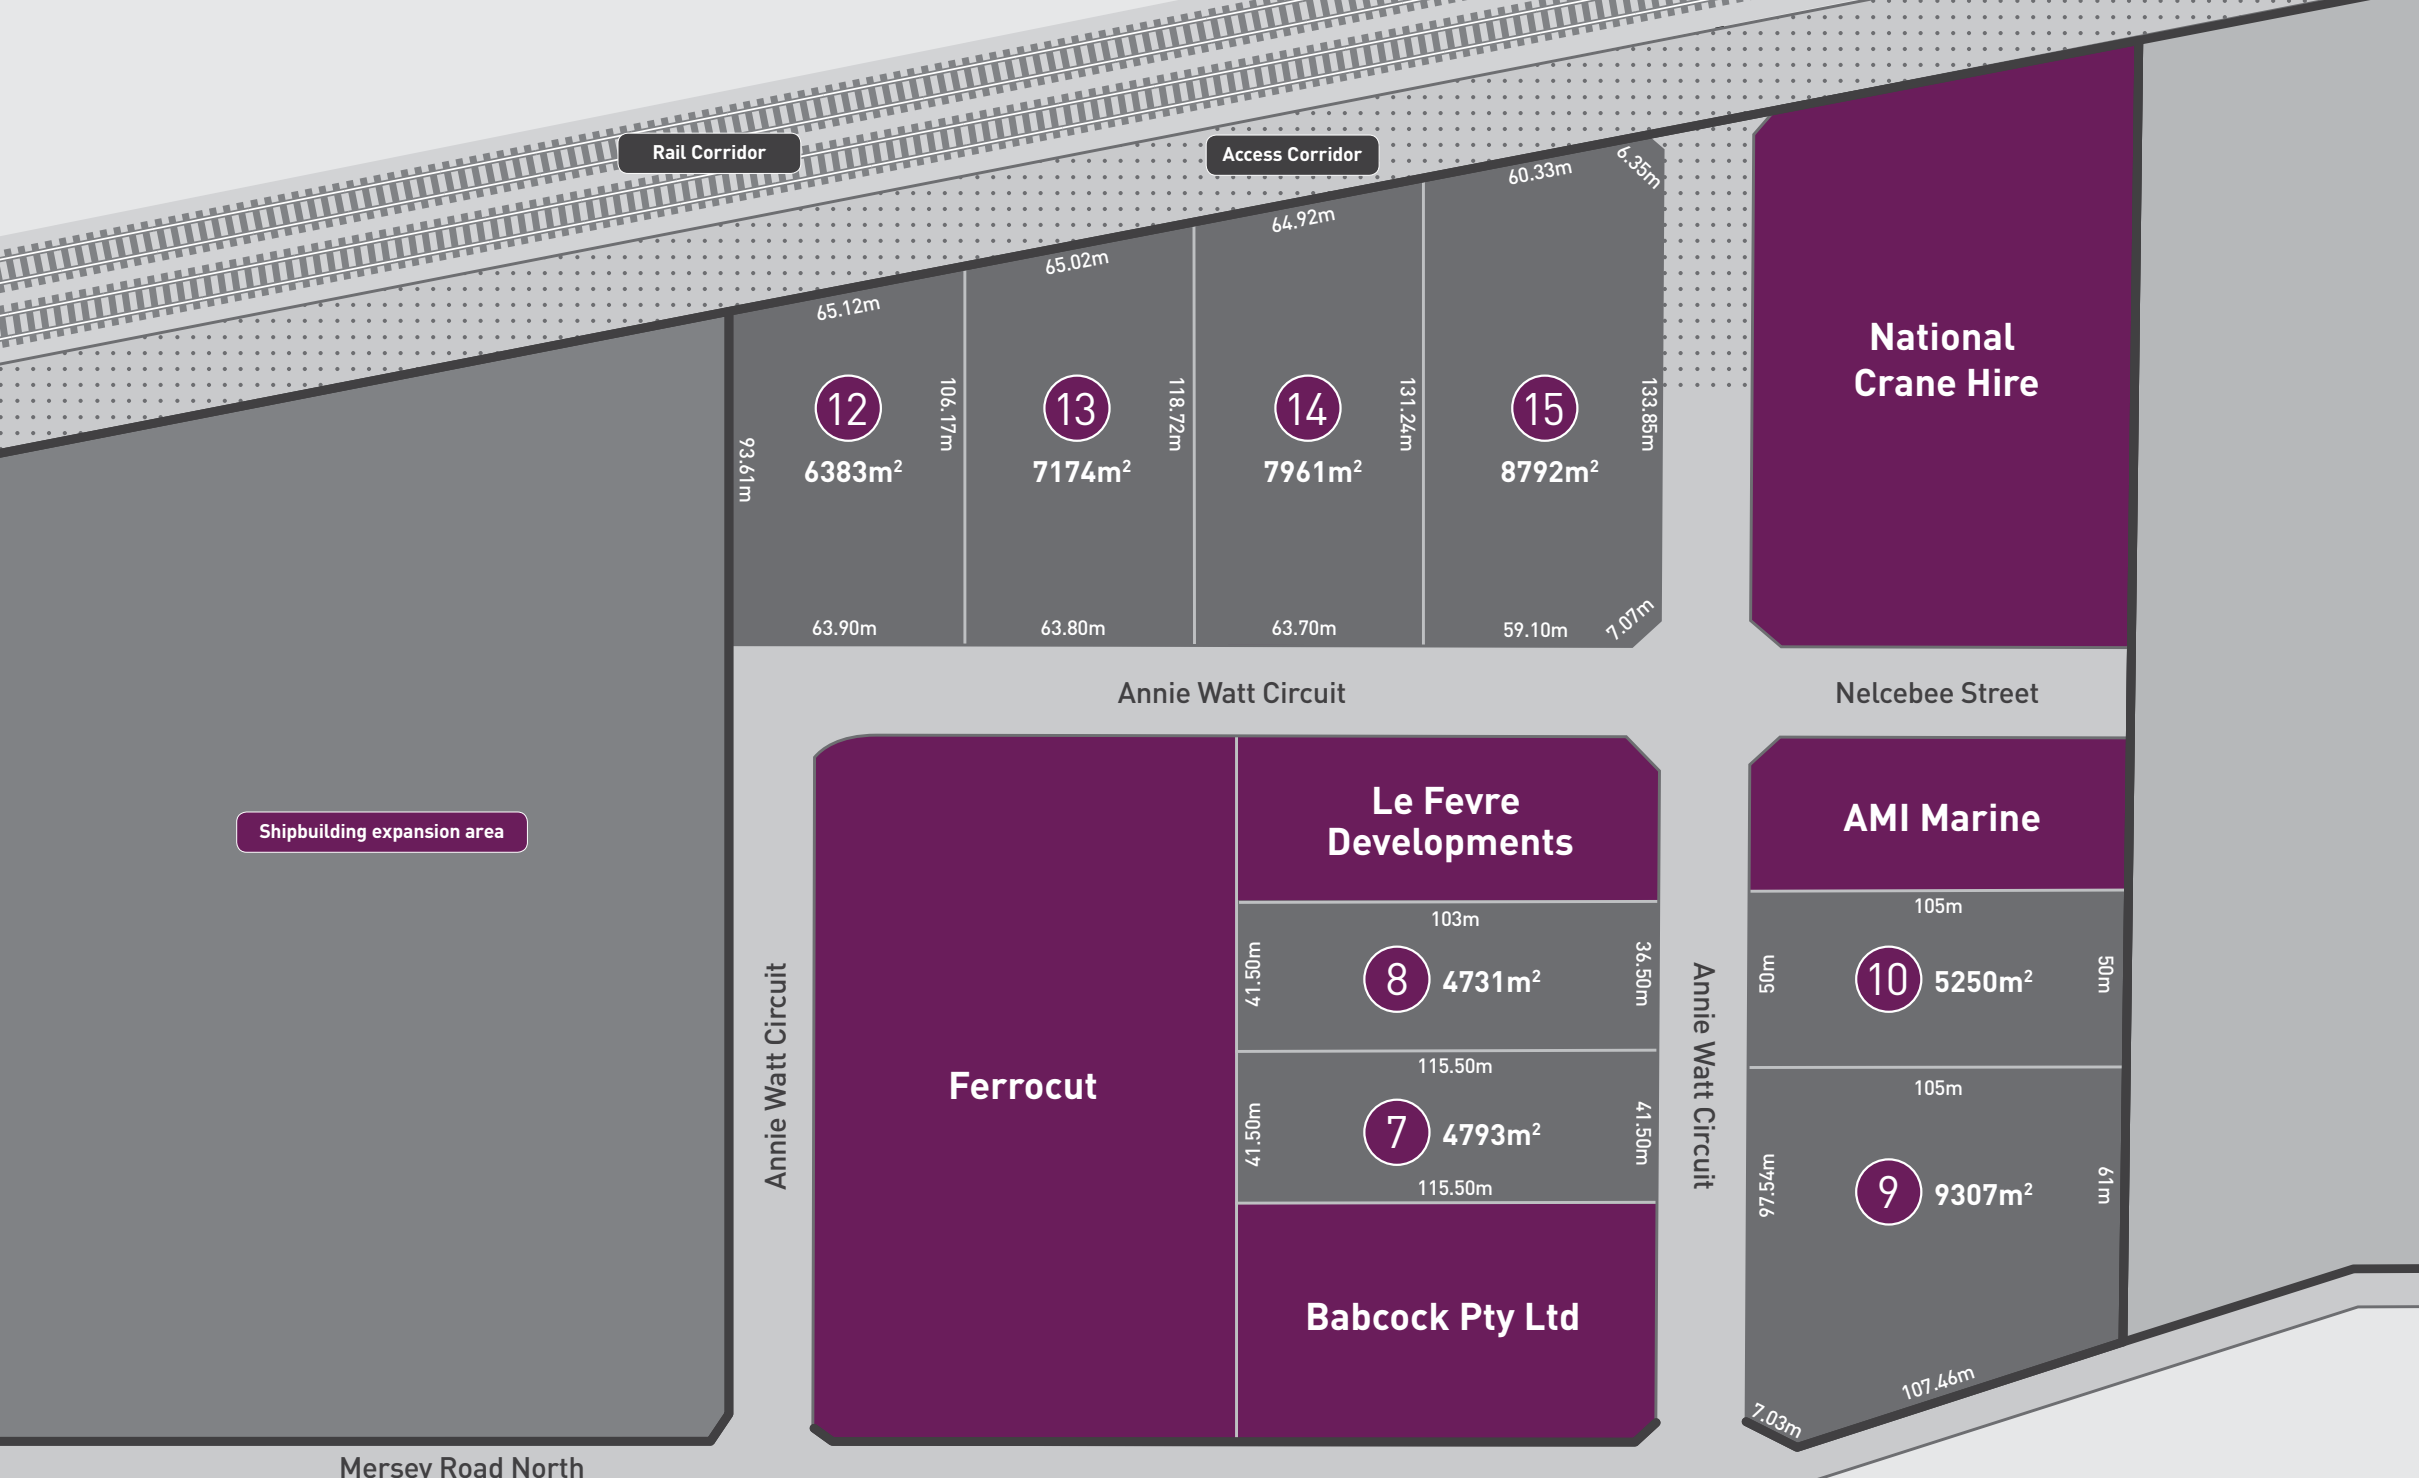 Rail Corridor
Access Corridor
6.35m
60.33m
64.92m
65.02m
65.12m
National
Crane Hire
12
6383m²
13
7174m²
14
7961m²
15
8792m²
93.61m
106.17m
118.72m
131.24m
133.85m
63.90m
63.80m
63.70m
59.10m
7.07m
Annie Watt Circuit
Nelcebee Street
Shipbuilding expansion area
Le Fevre
Developments
AMI Marine
103m
105m
41.50m
8 4731m²
36.50m
50m
10 5250m²
50m
Annie Watt Circuit
Ferrocut
Annie Watt Circuit
115.50m
105m
41.50m
7 4793m²
41.50m
115.50m
97.54m
9 9307m²
61m
Babcock Pty Ltd
107.46m
7.03m
Mersey Road North